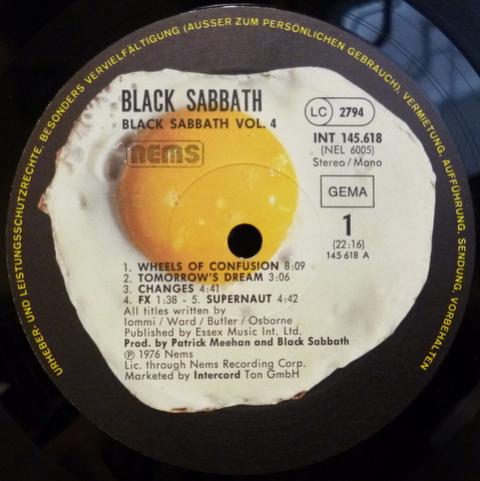 URHEBER- UND LEISTUNGSSCHUTZRECHTE, BESONDERS VERVIELFÄLTIGUNG (AUSSER ZUM PERSÖNLICHEN GEBRAUCH), VERMIETUNG, AUFFÜHRUNG, SENDUNG, VORBEHALTEN
BLACK SABBATH
BLACK SABBATH VOL. 4
LC 2794
nems
INT 145.618
(NEL 6005)
Stereo/Mono
GEMA
1
(22:16)
145 618 A
1. WHEELS OF CONFUSION 8:09
2. TOMORROW'S DREAM 3:06
3. CHANGES 4:41
4. FX 1:38 - 5. SUPERNAUT 4:42
All titles written by
Iommi/Ward/Butler/Osborne
Published by Essex Music Int. Ltd.
Prod. by Patrick Meehan and Black Sabbath
Ⓟ 1976 Nems
Lic. through Nems Recording Corp.
Marketed by Intercord Ton GmbH